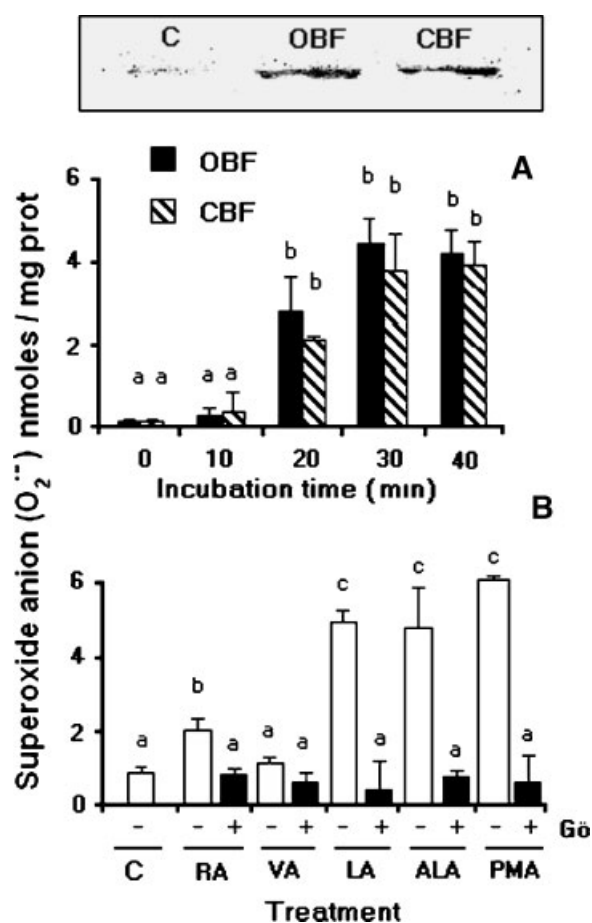 C OBF CBF
A
OBF
CBF
Superoxide anion (O2•−) nmoles / mg prot
6
4
2
0
a a a a b b b b b b
0 10 20 30 40
Incubation time (min)
B
6
4
2
0
a b a a a c a c a c a
- - + - + - + - + - + Gö
C RA VA LA ALA PMA
Treatment